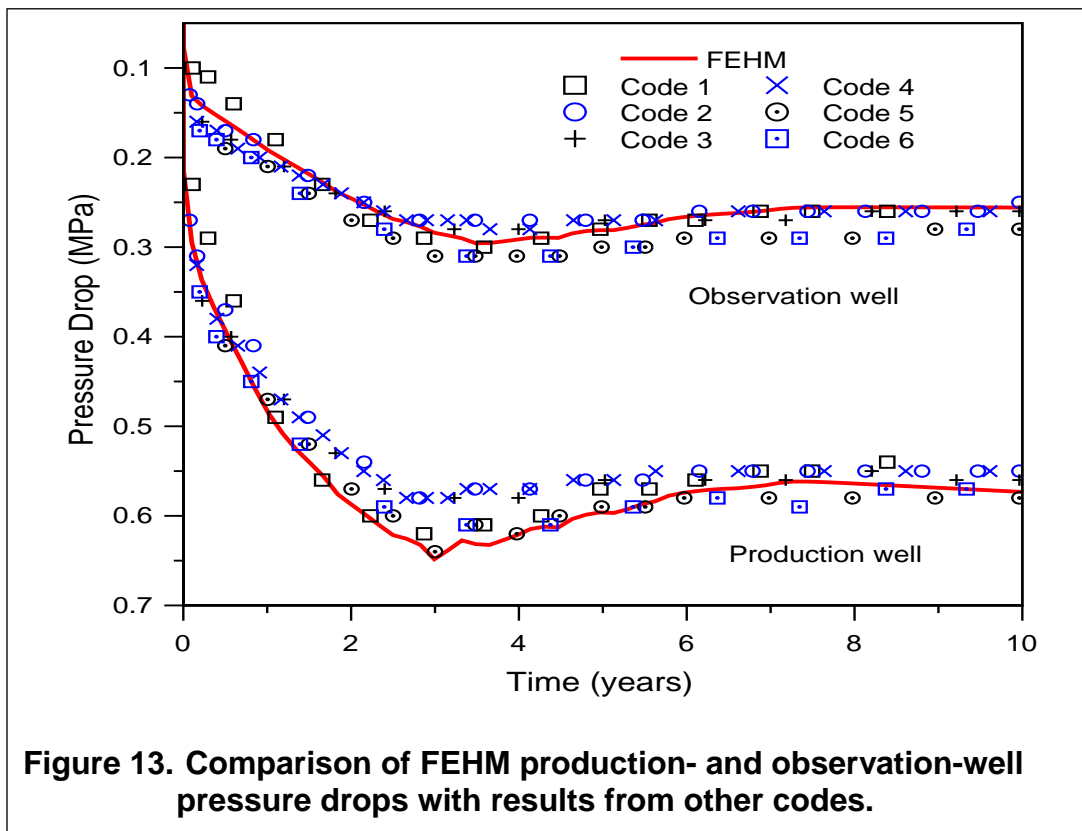 0.1
0.2
0.3
0.4
0.5
0.6
0.7
Pressure Drop (MPa)
FEHM
Code 1 Code 4
Code 2 Code 5
Code 3 Code 6
Observation well
Production well
0 2 4 6 8 10
Time (years)
Figure 13. Comparison of FEHM production- and observation-well
pressure drops with results from other codes.